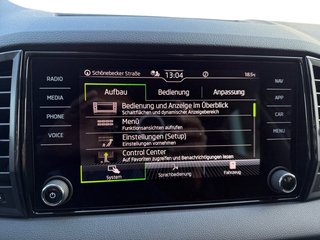 Schönebecker Straße 13:04 18.5°C
RADIO
MEDIA
PHONE
VOICE
Aufbau Bedienung Anpassung
Bedienung und Anzeige im Überblick
Schaltflächen und dynamischer Anzeigebereich
Menü
Funktionsansichten aufrufen
Einstellungen (Setup)
Einstellungen vornehmen
Control Center
Auf Favoriten zugreifen und Benachrichtigungen lesen
System Sprachbedienung Fahrzeug
NAV
APP
CAR
MENU